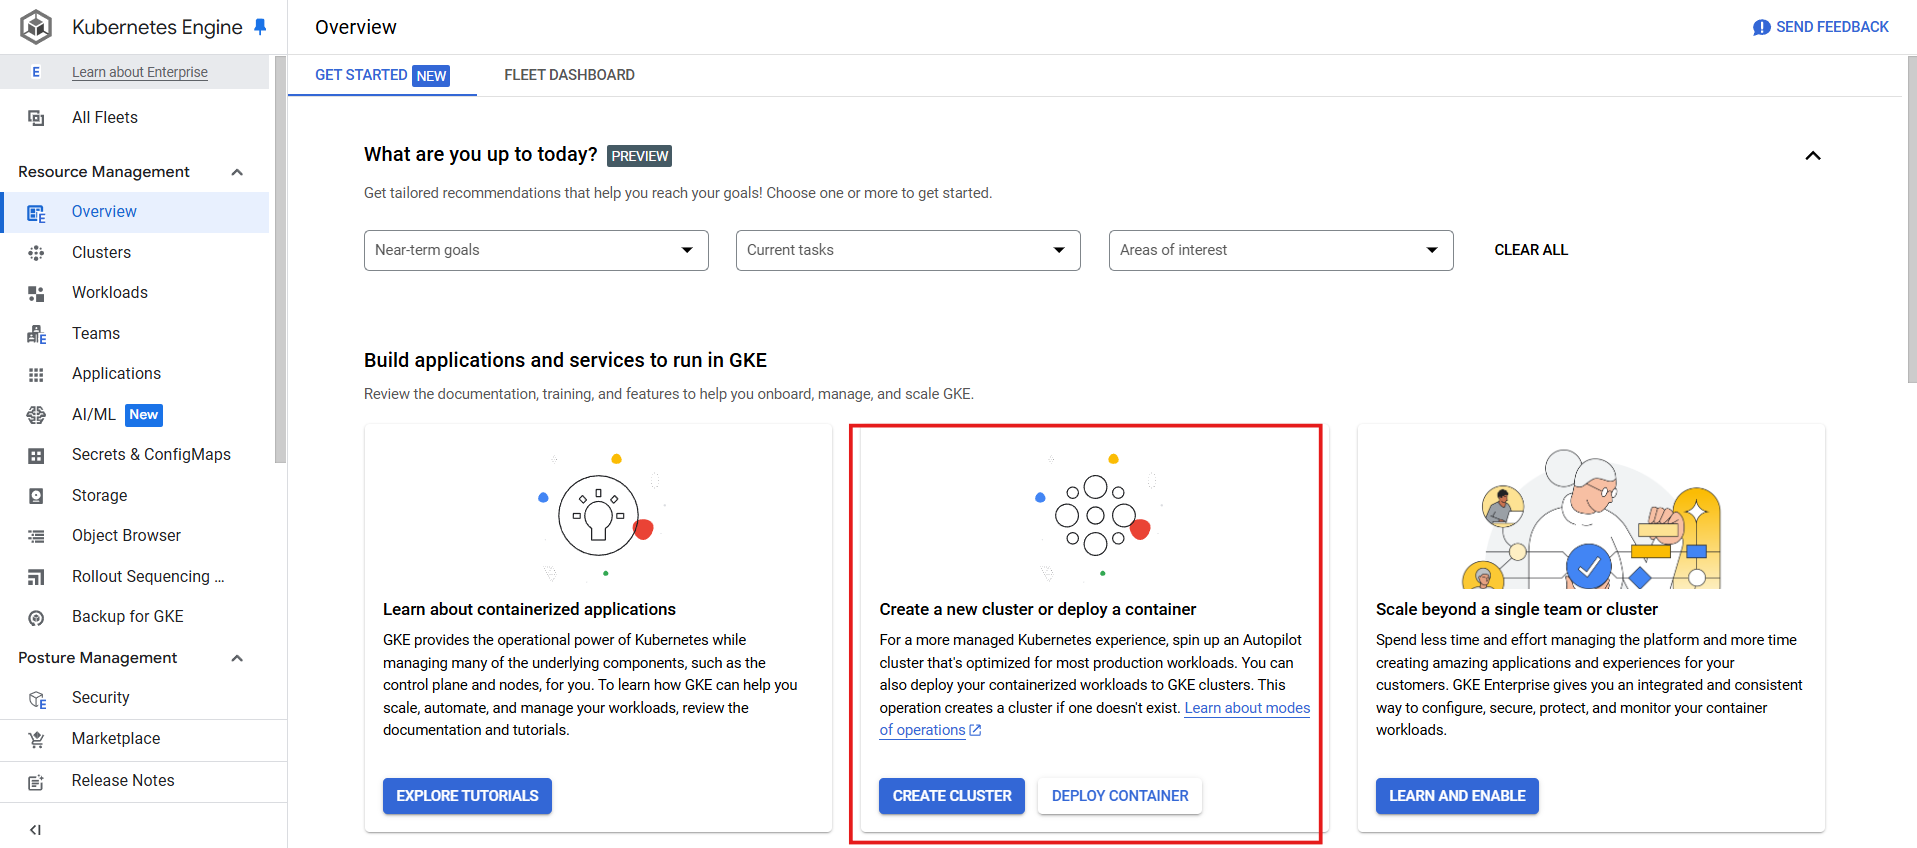 Kubernetes Engine
Overview
SEND FEEDBACK
E Learn about Enterprise
All Fleets
Resource Management
Overview
Clusters
Workloads
Teams
Applications
AI/ML New
Secrets & ConfigMaps
Storage
Object Browser
Rollout Sequencing ...
Backup for GKE
Posture Management
Security
Marketplace
Release Notes
GET STARTED NEW
FLEET DASHBOARD
What are you up to today? PREVIEW
Get tailored recommendations that help you reach your goals! Choose one or more to get started.
Near-term goals
Current tasks
Areas of interest
CLEAR ALL
Build applications and services to run in GKE
Review the documentation, training, and features to help you onboard, manage, and scale GKE.
Learn about containerized applications
GKE provides the operational power of Kubernetes while
managing many of the underlying components, such as the
control plane and nodes, for you. To learn how GKE can help you
scale, automate, and manage your workloads, review the
documentation and tutorials.
EXPLORE TUTORIALS
Create a new cluster or deploy a container
For a more managed Kubernetes experience, spin up an Autopilot
cluster that's optimized for most production workloads. You can
also deploy your containerized workloads to GKE clusters. This
operation creates a cluster if one doesn't exist. Learn about modes
of operations
CREATE CLUSTER
DEPLOY CONTAINER
Scale beyond a single team or cluster
Spend less time and effort managing the platform and more time
creating amazing applications and experiences for your
customers. GKE Enterprise gives you an integrated and consistent
way to configure, secure, protect, and monitor your container
workloads.
LEARN AND ENABLE